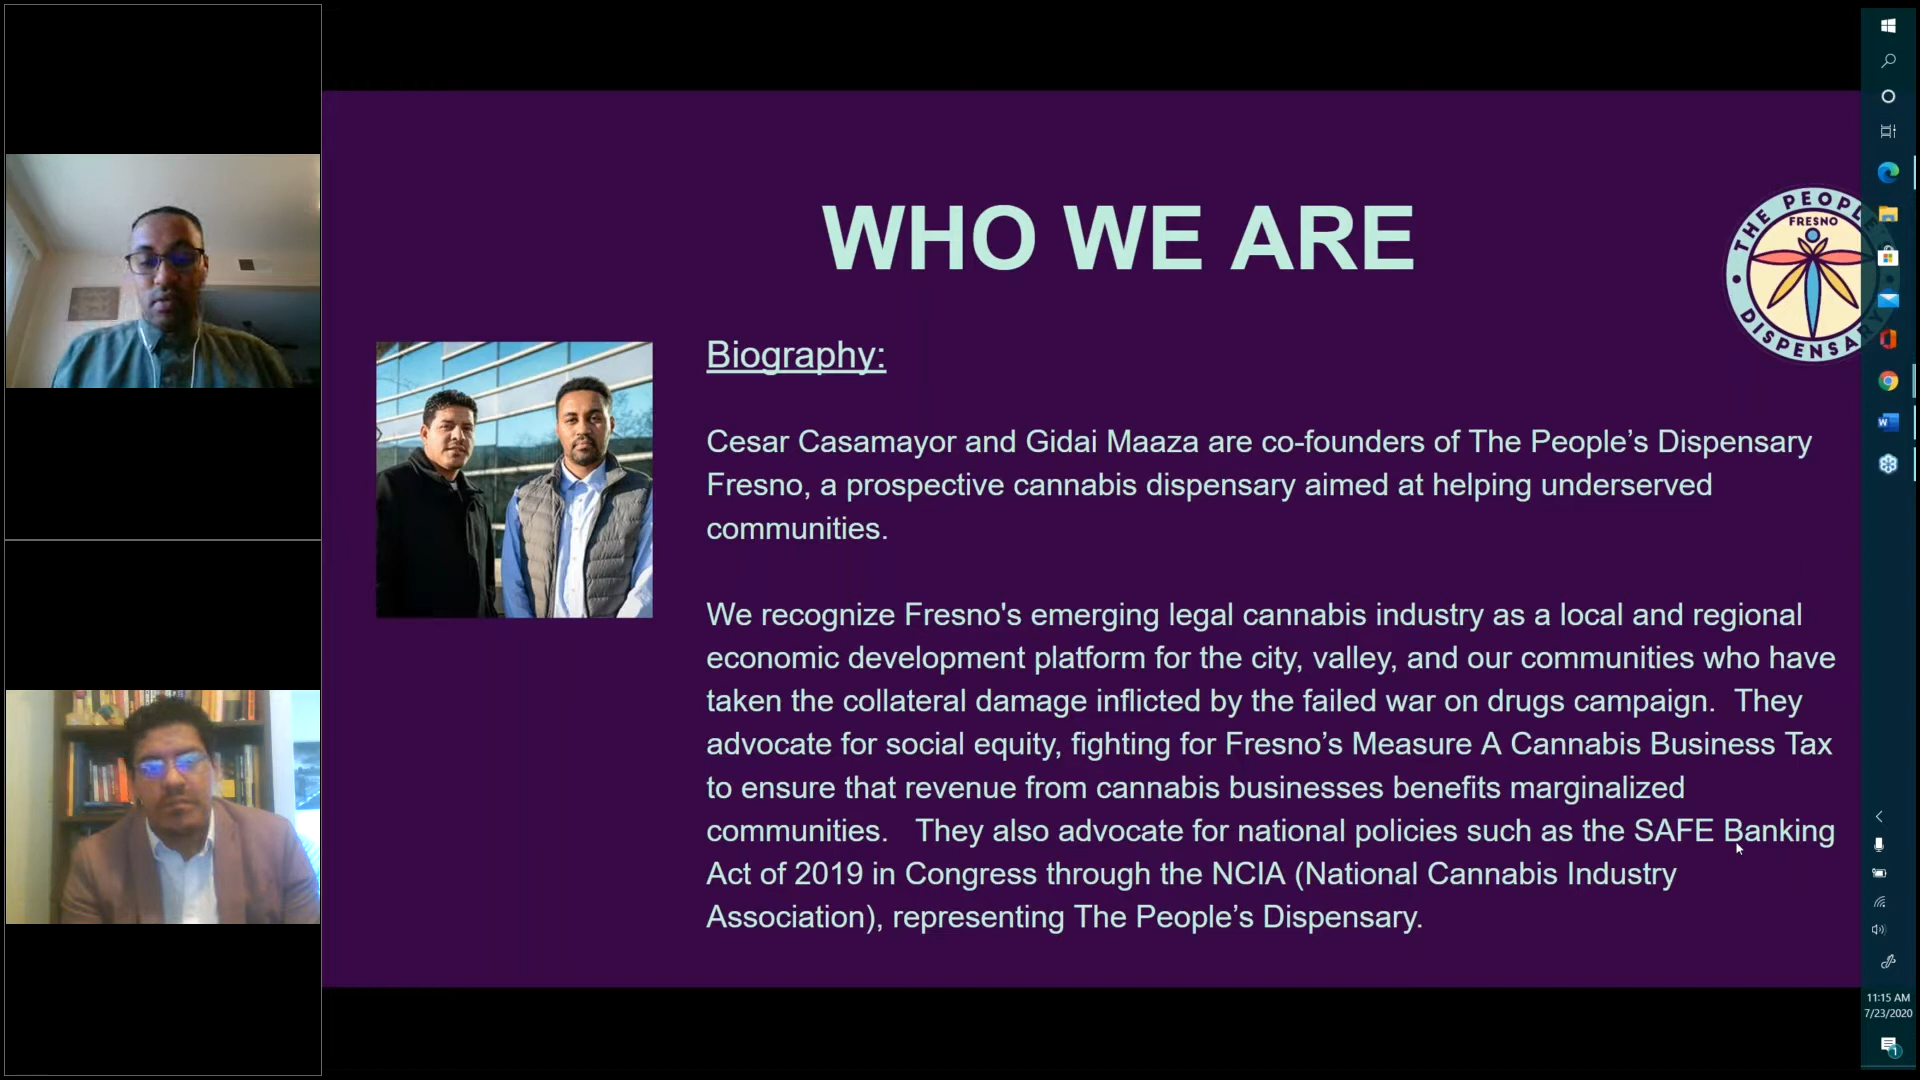 WHO WE ARE
THE PEOPLE
FRESNO
DISPENSARY
Biography:
Cesar Casamayor and Gidai Maaza are co-founders of The People’s Dispensary
Fresno, a prospective cannabis dispensary aimed at helping underserved
communities.
We recognize Fresno's emerging legal cannabis industry as a local and regional
economic development platform for the city, valley, and our communities who have
taken the collateral damage inflicted by the failed war on drugs campaign.  They
advocate for social equity, fighting for Fresno’s Measure A Cannabis Business Tax
to ensure that revenue from cannabis businesses benefits marginalized
communities.   They also advocate for national policies such as the SAFE Banking
Act of 2019 in Congress through the NCIA (National Cannabis Industry
Association), representing The People’s Dispensary.
11:15 AM
7/23/2020
1